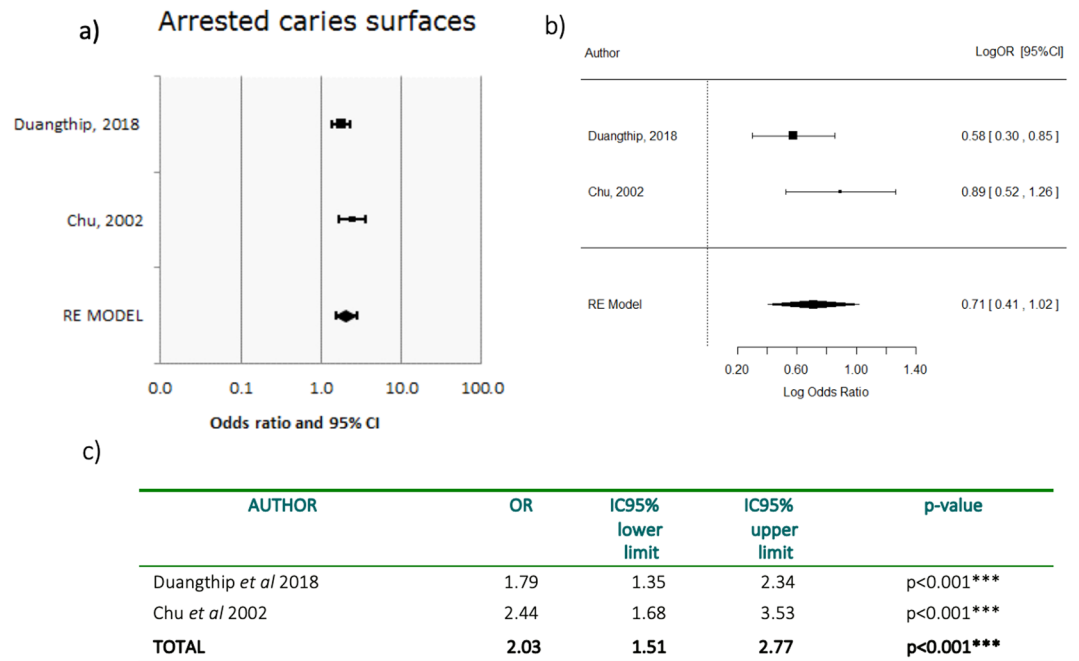 a)
Arrested caries surfaces
Duangthip, 2018
Chu, 2002
RE MODEL
0.0 0.1 1.0 10.0 100.0
Odds ratio and 95% CI
b)
Author LogOR [95%CI]
Duangthip, 2018 0.58 [ 0.30 , 0.85 ]
Chu, 2002 0.89 [ 0.52 , 1.26 ]
RE Model 0.71 [ 0.41 , 1.02 ]
0.20 0.60 1.00 1.40
Log Odds Ratio
c)
AUTHOR OR IC95% IC95% p-value
lower upper
limit limit
Duangthip et al 2018 1.79 1.35 2.34 p<0.001***
Chu et al 2002 2.44 1.68 3.53 p<0.001***
TOTAL 2.03 1.51 2.77 p<0.001***